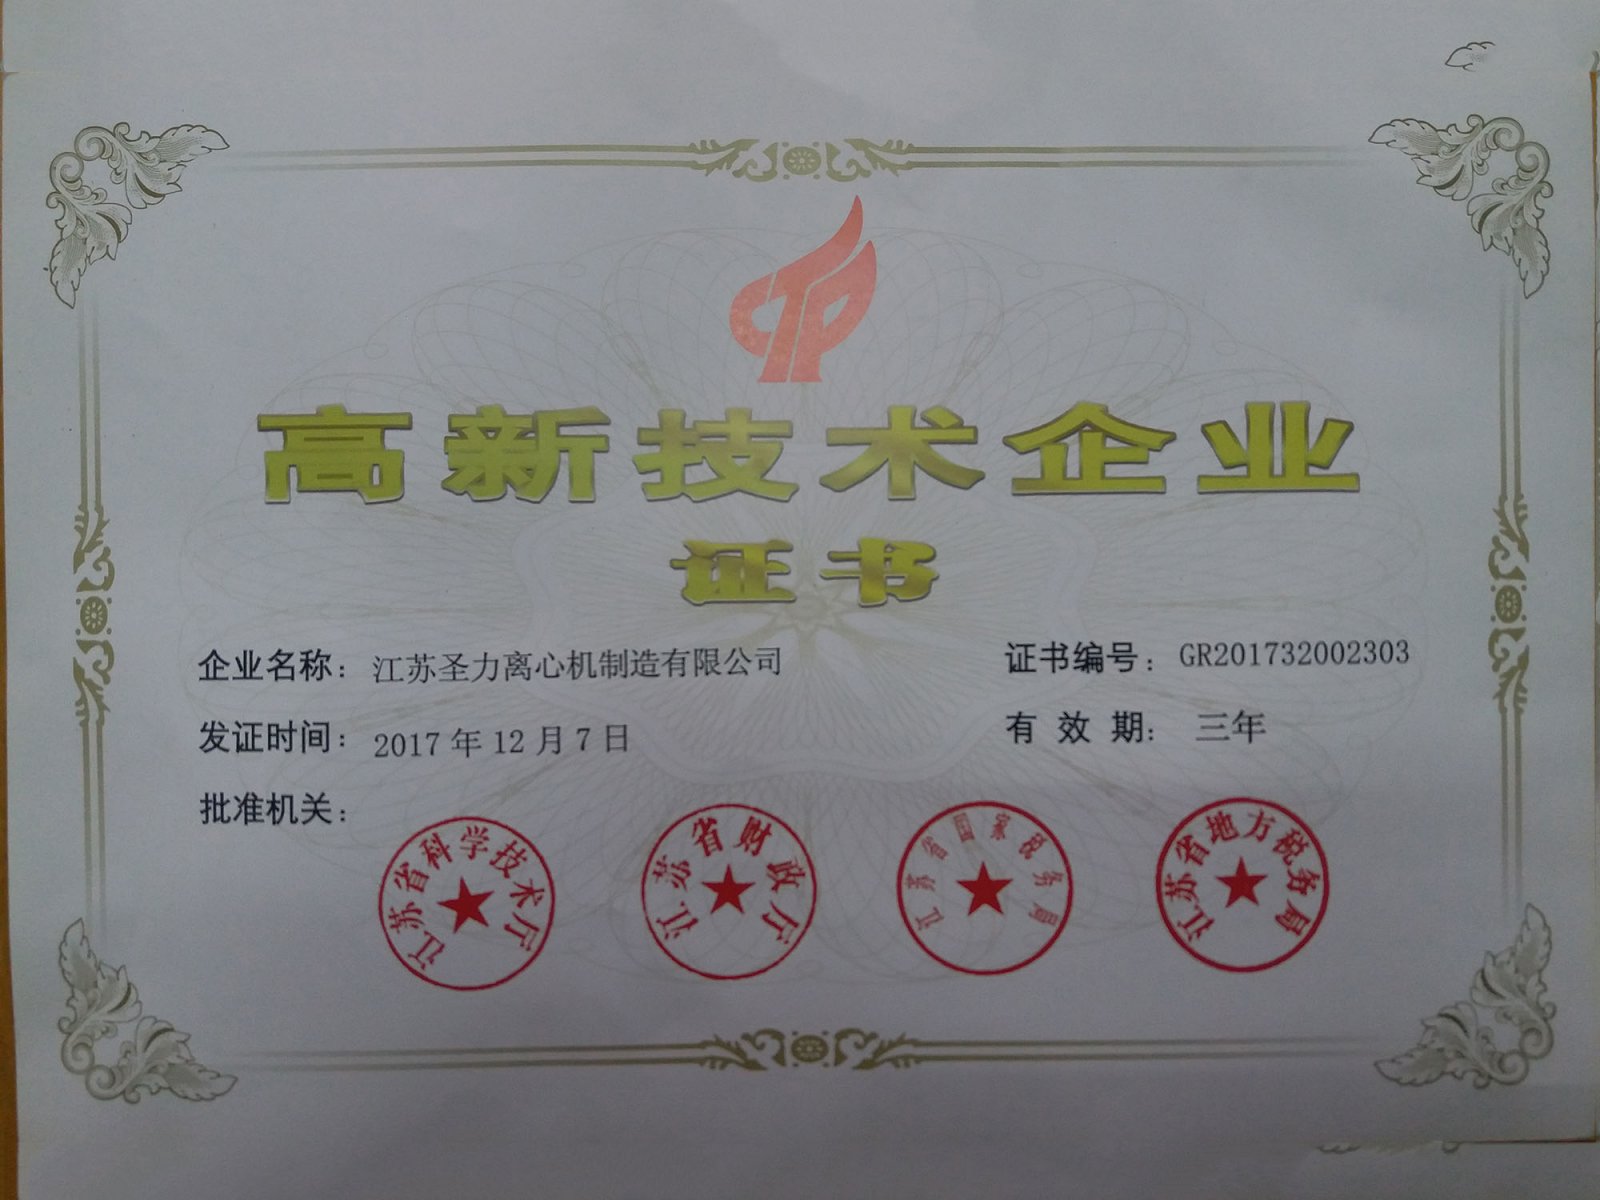 高新技术企业
证书
企业名称：江苏圣力离心机制造有限公司
证书编号：GR201732002303
发证时间：2017年12月7日
有效期：三年
批准机关：
江苏省科学技术厅
江苏省财政厅
江苏省国家税务局
江苏省地方税务局